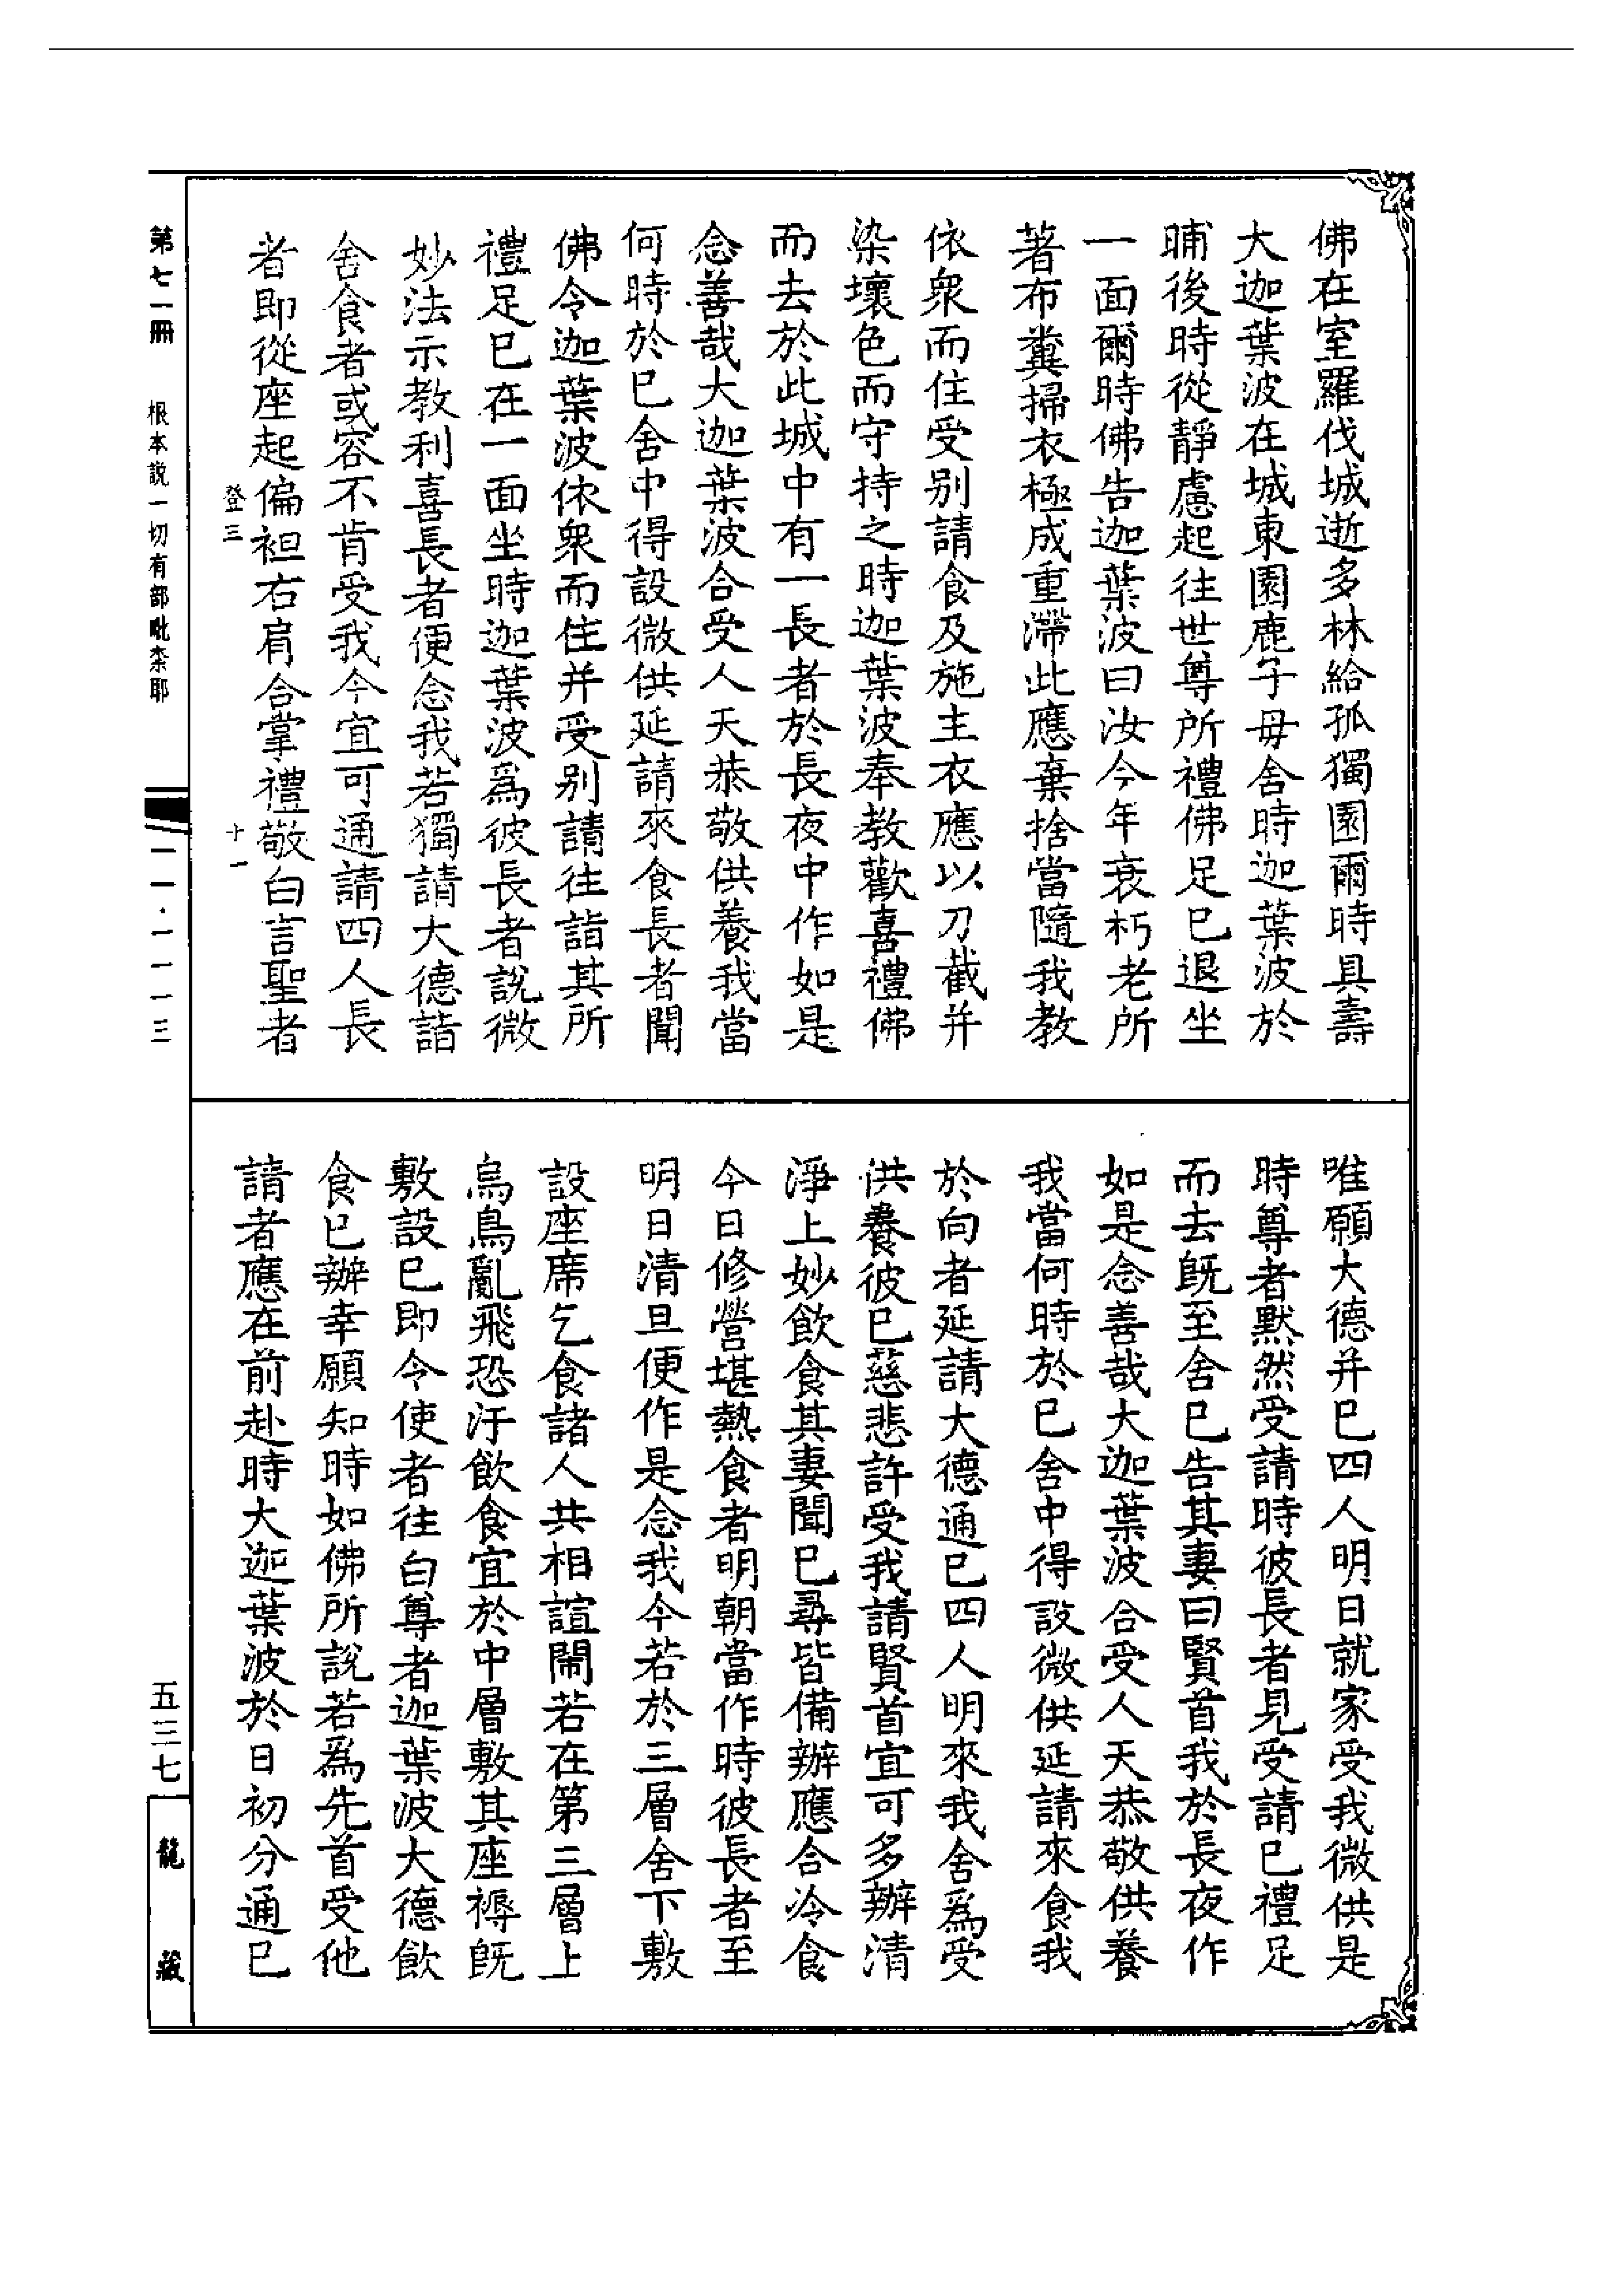 佛在室羅伐城逝多林給孤獨園爾時具壽
大迦葉波在城東園鹿子母舍時迦葉波於
晡後時從靜慮起往世尊所禮佛足已退坐
一面爾時佛告迦葉波曰汝今年衰朽老所
著布糞掃衣極成重滯此應棄捨當隨我教
依衆而住受別請食及施主衣應以刀截并
染壞色而守持之時迦葉波奉教歡喜禮佛
而去於此城中有一長者於長夜中作如是
念善哉大迦葉波合受人天恭敬供養我當
何時於巳舍中得設微供延請來食長者聞
佛令迦葉波依衆而住并受別請往詣其所
禮足巳在一面坐時迦葉波爲彼長者說微
妙法示教利喜長者便念我若獨請大德詣
舍食者或容不肯受我今宜可通請四人長
者即從座起偏袒右肩合掌禮敬白言聖者
唯願大德并巳四人明日就家受我微供是
時尊者默然受請時彼長者見受請巳禮足
而去既至舍巳告其妻曰賢首我於長夜作
如是念善哉大迦葉波合受人天恭敬供養
我當何時於巳舍中得設微供延請來食我
於向者延請大德通巳四人明來我舍爲受
供養彼巳慈悲許受我請賢首宜可多辦清
淨上妙飲食其妻聞巳尋皆備辦應合冷食
今日修營堪熱食者明朝當作時彼長者至
明日清旦便作是念我今若於三層舍下敷
設座席乞食諸人共相諠鬧若在第三層上
烏鳥亂飛恐汙飲食宜於中層敷其座褥既
敷設巳即令使者往白尊者迦葉波大德飲
食巳辦幸願知時如佛所說若爲先首受他
請者應在前赴時大迦葉波於日初分通巳
登三
十一
第七一冊 根本説一切有部毗奈耶
一一一·一一一三
五三七
龍藏